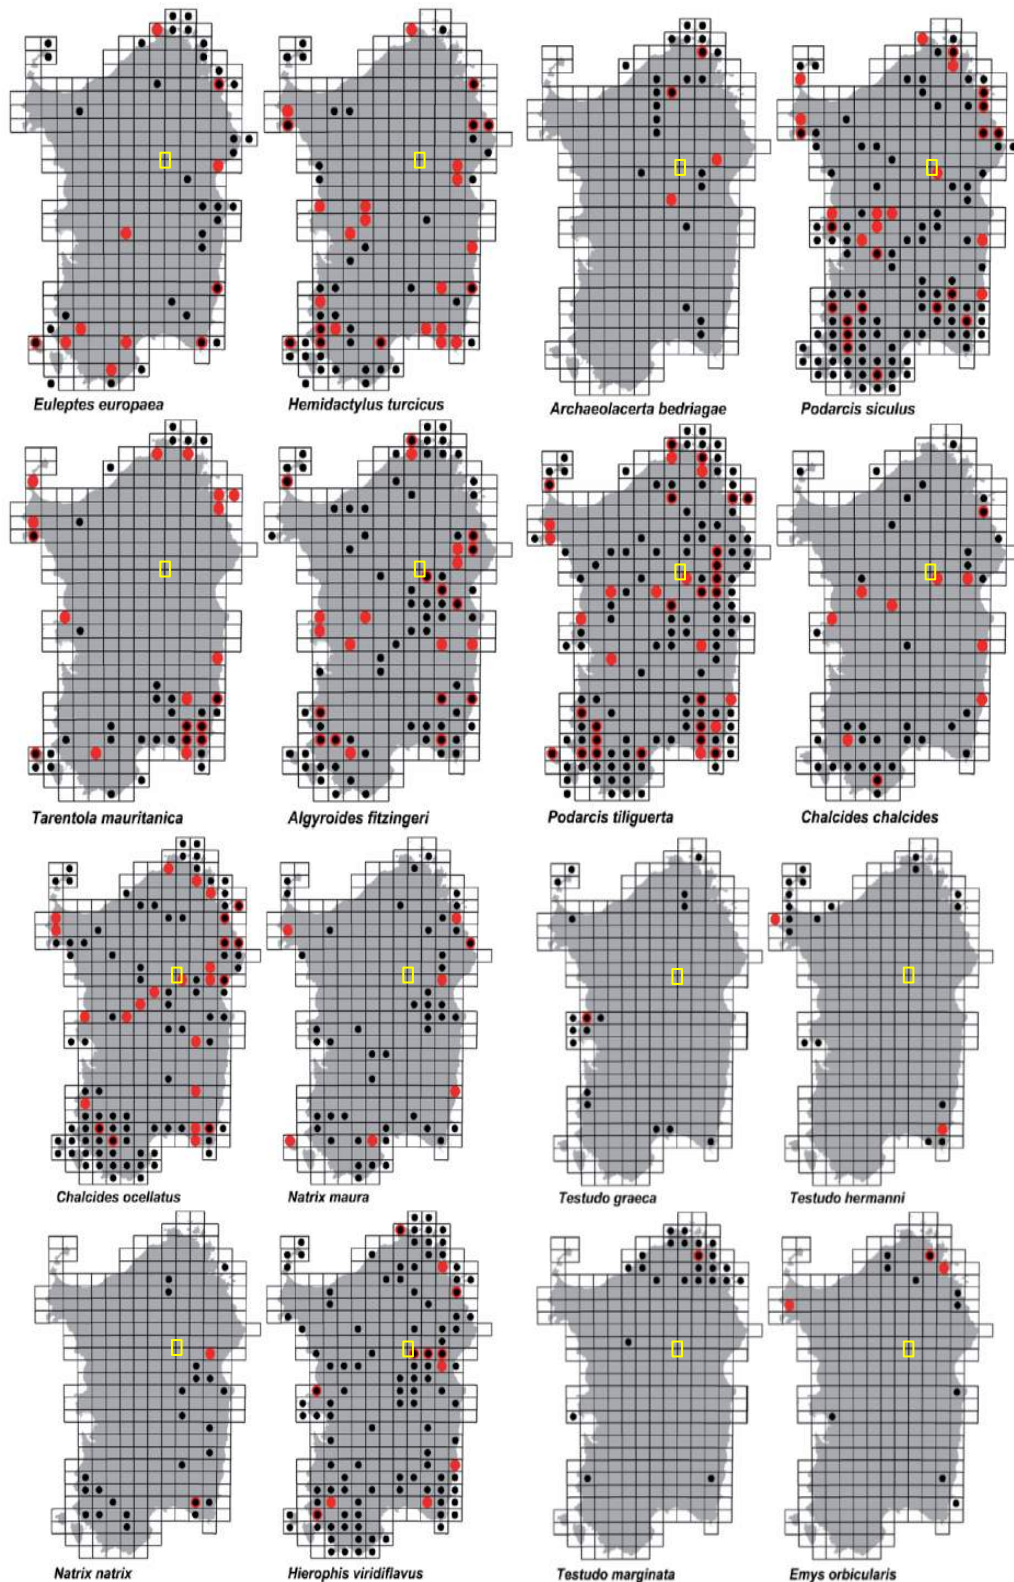 Euleptes europaea
Hemidactylus turcicus
Archaeolacerta bedriagae
Podarcis siculus
Tarentola mauritanica
Algyroides fitzingeri
Podarcis tiliguerta
Chalcides chalcides
Chalcides ocellatus
Natrix maura
Testudo graeca
Testudo hermanni
Natrix natrix
Hierophis viridiflavus
Testudo marginata
Emys orbicularis